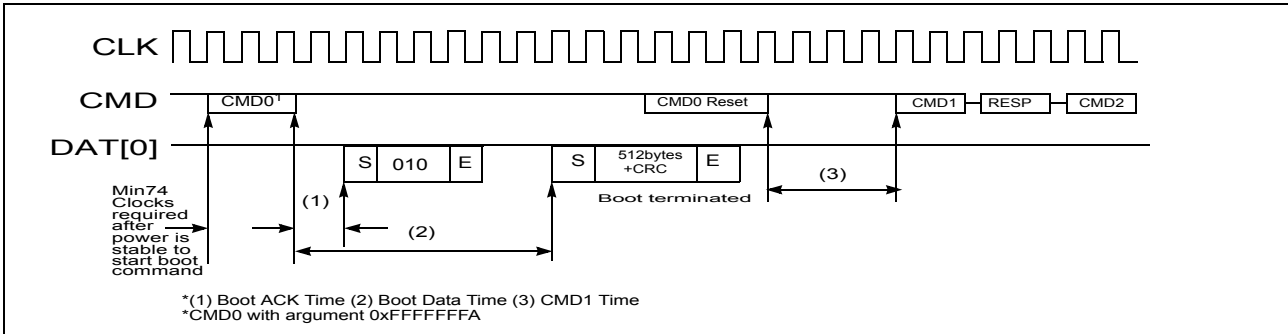 CLK
CMD
CMD0¹
CMD0 Reset
CMD1
RESP
CMD2
DAT[0]
S
010
E
S
512bytes
+CRC
E
Boot terminated
(1)
(2)
(3)
Min74
Clocks
required
after
power is
stable to
start boot
command
*(1) Boot ACK Time (2) Boot Data Time (3) CMD1 Time
*CMD0 with argument 0xFFFFFFFA